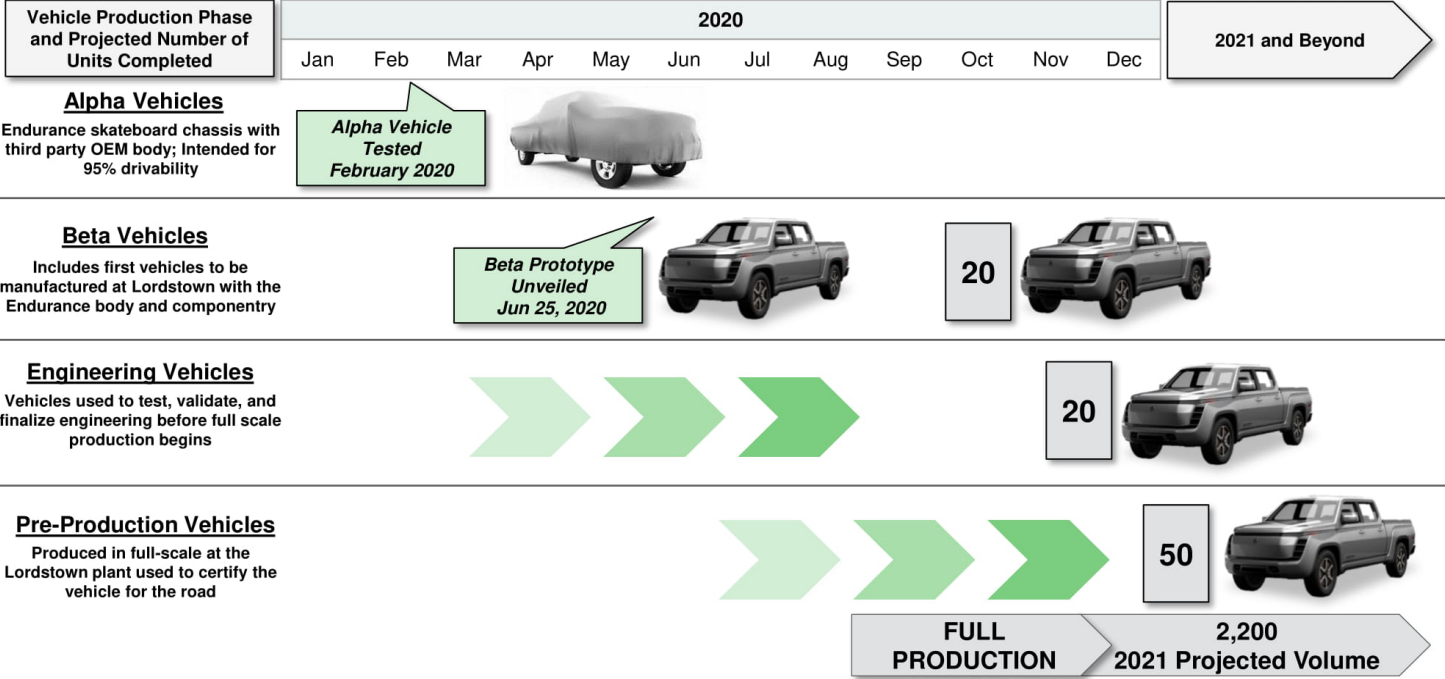 Vehicle Production Phase
and Projected Number of
Units Completed
2020
Jan Feb Mar Apr May Jun Jul Aug Sep Oct Nov Dec
2021 and Beyond
Alpha Vehicles
Endurance skateboard chassis with
third party OEM body; Intended for
95% drivability
Alpha Vehicle
Tested
February 2020
Beta Vehicles
Includes first vehicles to be
manufactured at Lordstown with the
Endurance body and componentry
Beta Prototype
Unveiled
Jun 25, 2020
20
Engineering Vehicles
Vehicles used to test, validate, and
finalize engineering before full scale
production begins
20
Pre-Production Vehicles
Produced in full-scale at the
Lordstown plant used to certify the
vehicle for the road
50
FULL
PRODUCTION
2,200
2021 Projected Volume